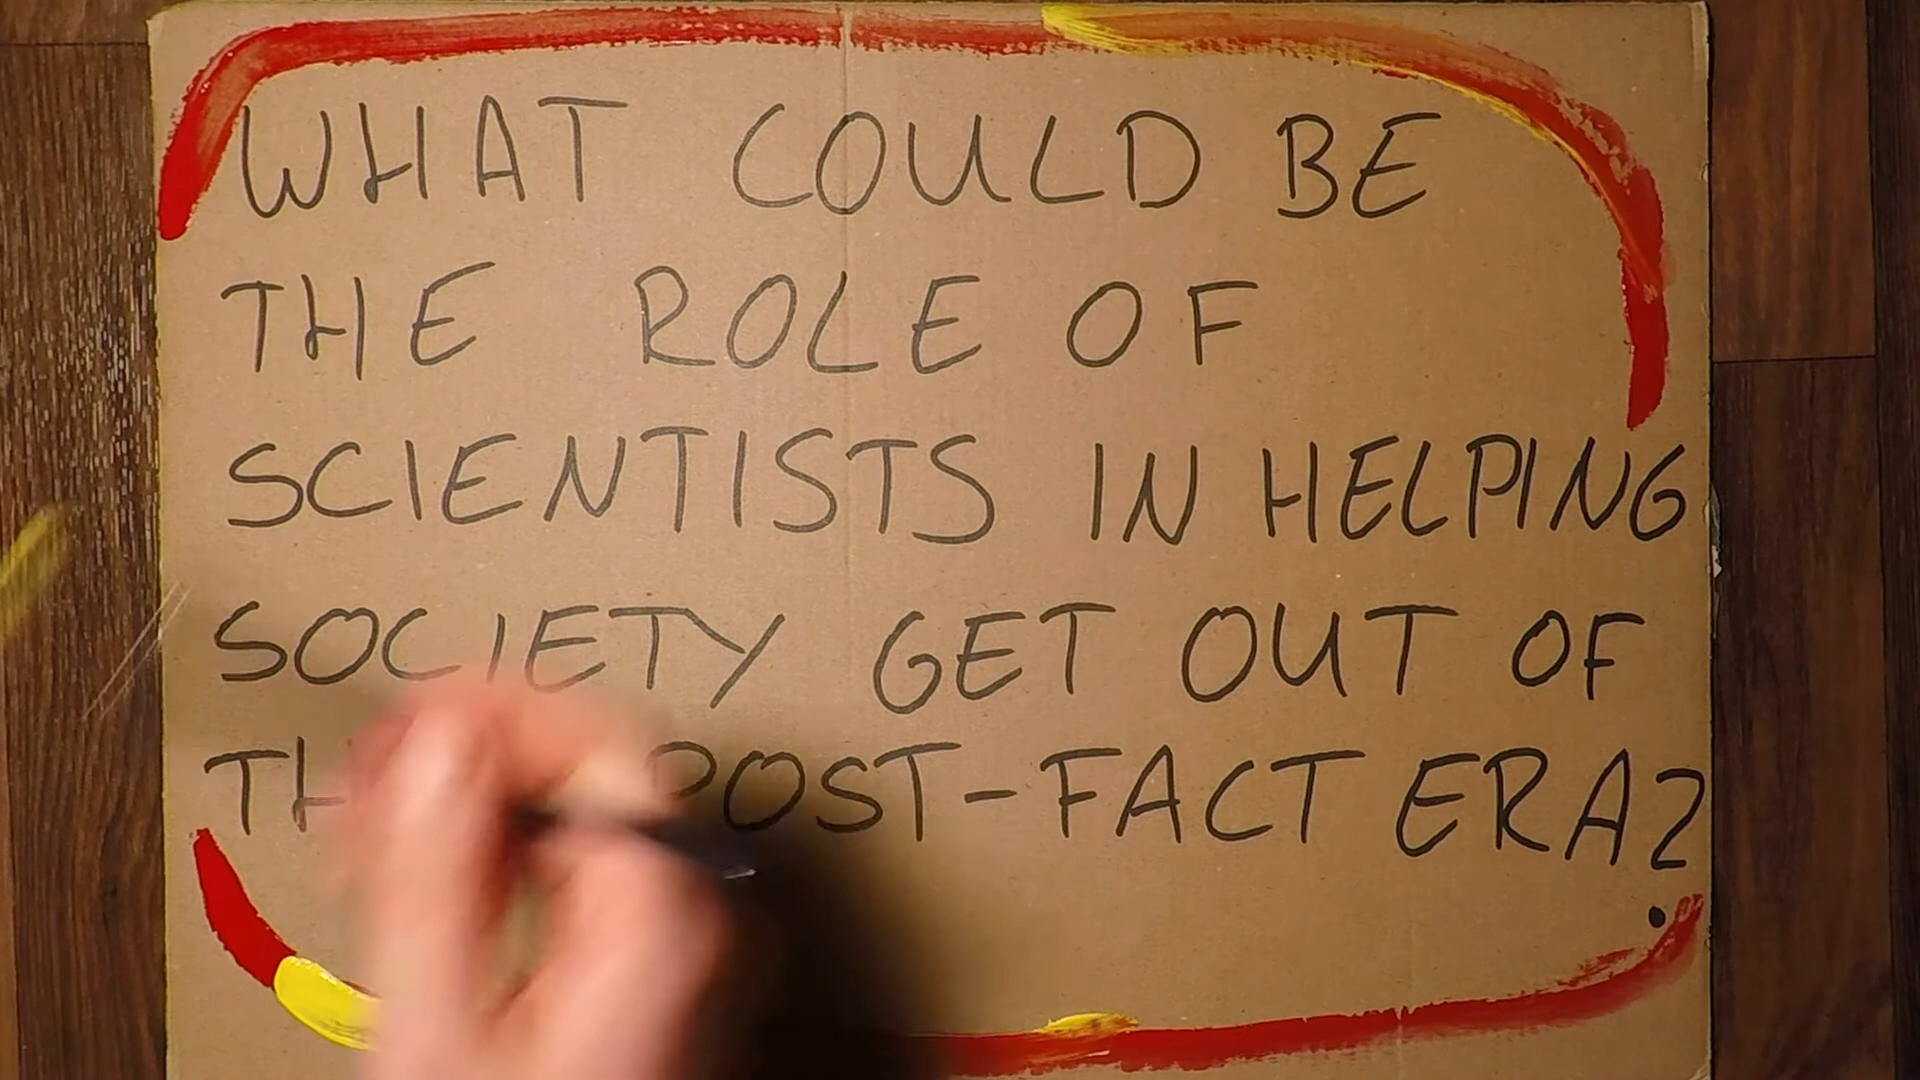 WHAT COULD BE
THE ROLE OF
SCIENTISTS IN HELPING
SOCIETY GET OUT OF
POST-FACT ERA?